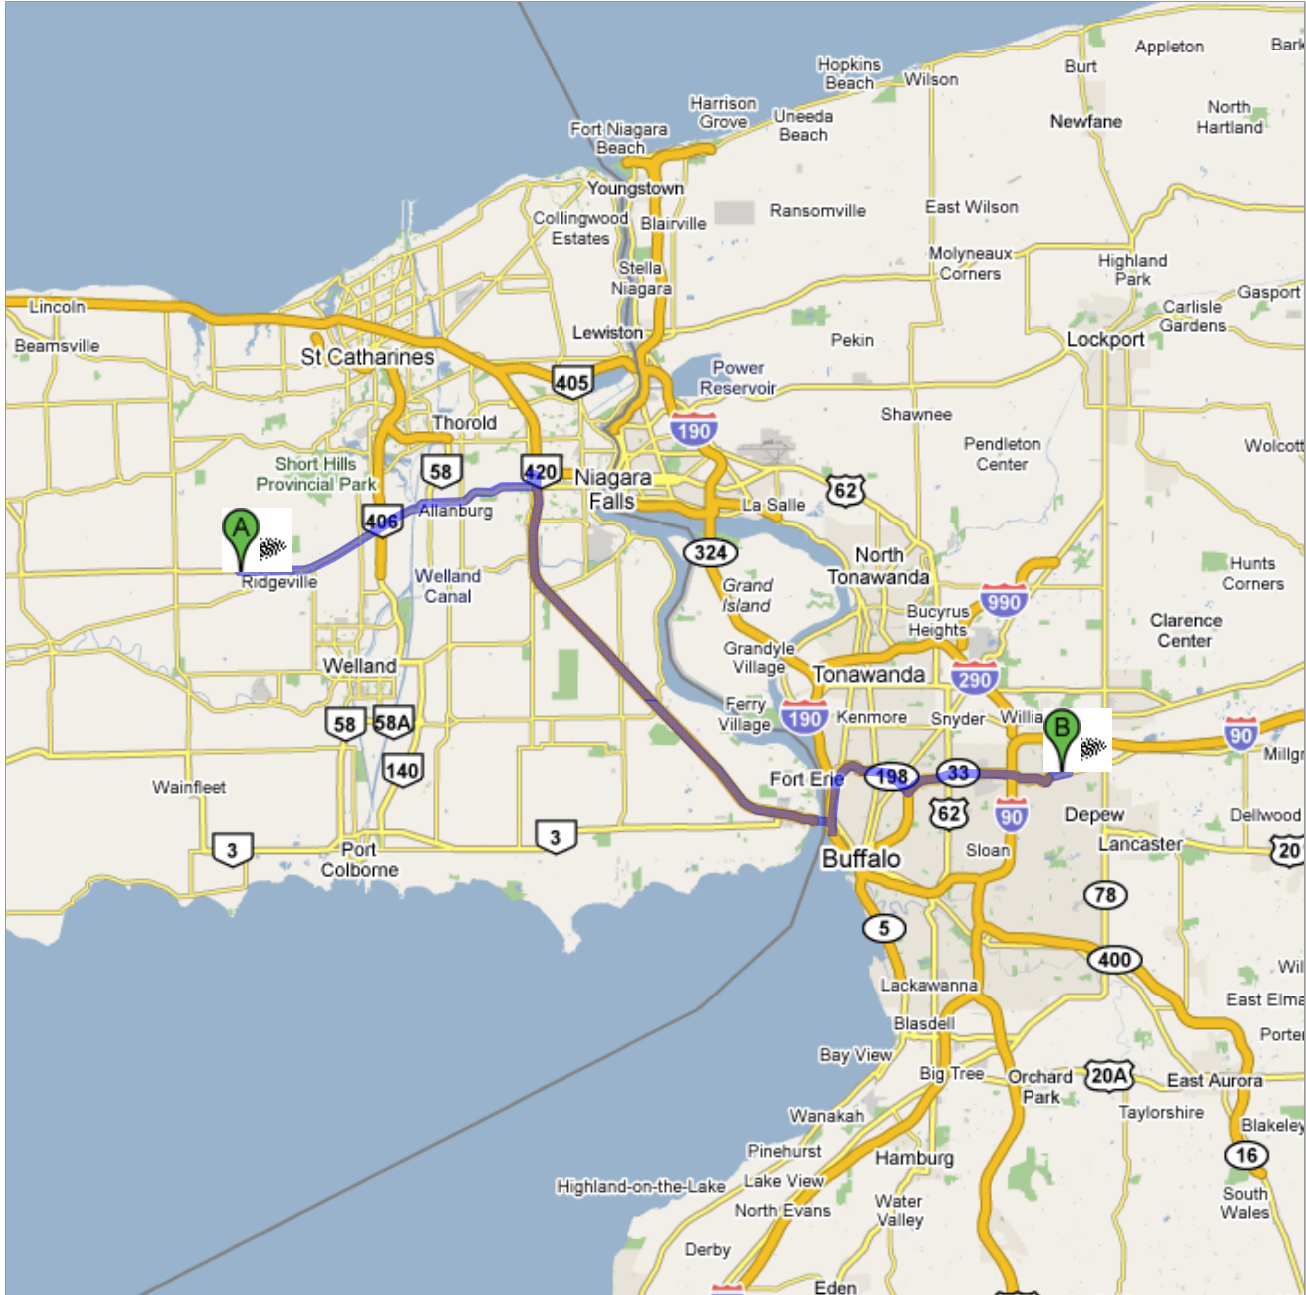 Appleton
Bark
Hopkins
Beach
Wilson
Burt
Harrison
Grove
Uneeda
Beach
Newfane
North
Hartland
Fort Niagara
Beach
Youngstown
Collingwood
Estates
Blairville
Ransomville
East Wilson
Stella
Niagara
Molyneaux
Corners
Highland
Park
Gasport
Lincoln
Carlisle
Gardens
Beamsville
Lewiston
Pekin
Lockport
St Catharines
405
Power
Reservoir
Shawnee
Thorold
190
Pendleton
Center
Wolcott
Short Hills
Provincial Park
58
420
Niagara
Falls
62
La Salle
A
406
Allanburg
Ridgeville
Welland
Canal
324
North
Tonawanda
Grand
Island
Hunts
Corners
990
Bucyrus
Heights
Clarence
Center
Welland
Grandyle
Village
Tonawanda
290
58
58A
Ferry
Village
190
Kenmore
Snyder
Willia
B
90
Millgr
140
Wainfleet
Fort Erie
198
33
62
90
Depew
Dellwood
3
Port
Colborne
3
Buffalo
Sloan
Lancaster
20
78
5
400
Wil
Lackawanna
East Elma
Blasdell
Porter
Bay View
Big Tree
Orchard
Park
20A
East Aurora
Taylorshire
Wanakah
Blakeley
Pinehurst
Hamburg
16
Highland-on-the-Lake
Lake View
Water
Valley
South
Wales
North Evans
Derby
Eden